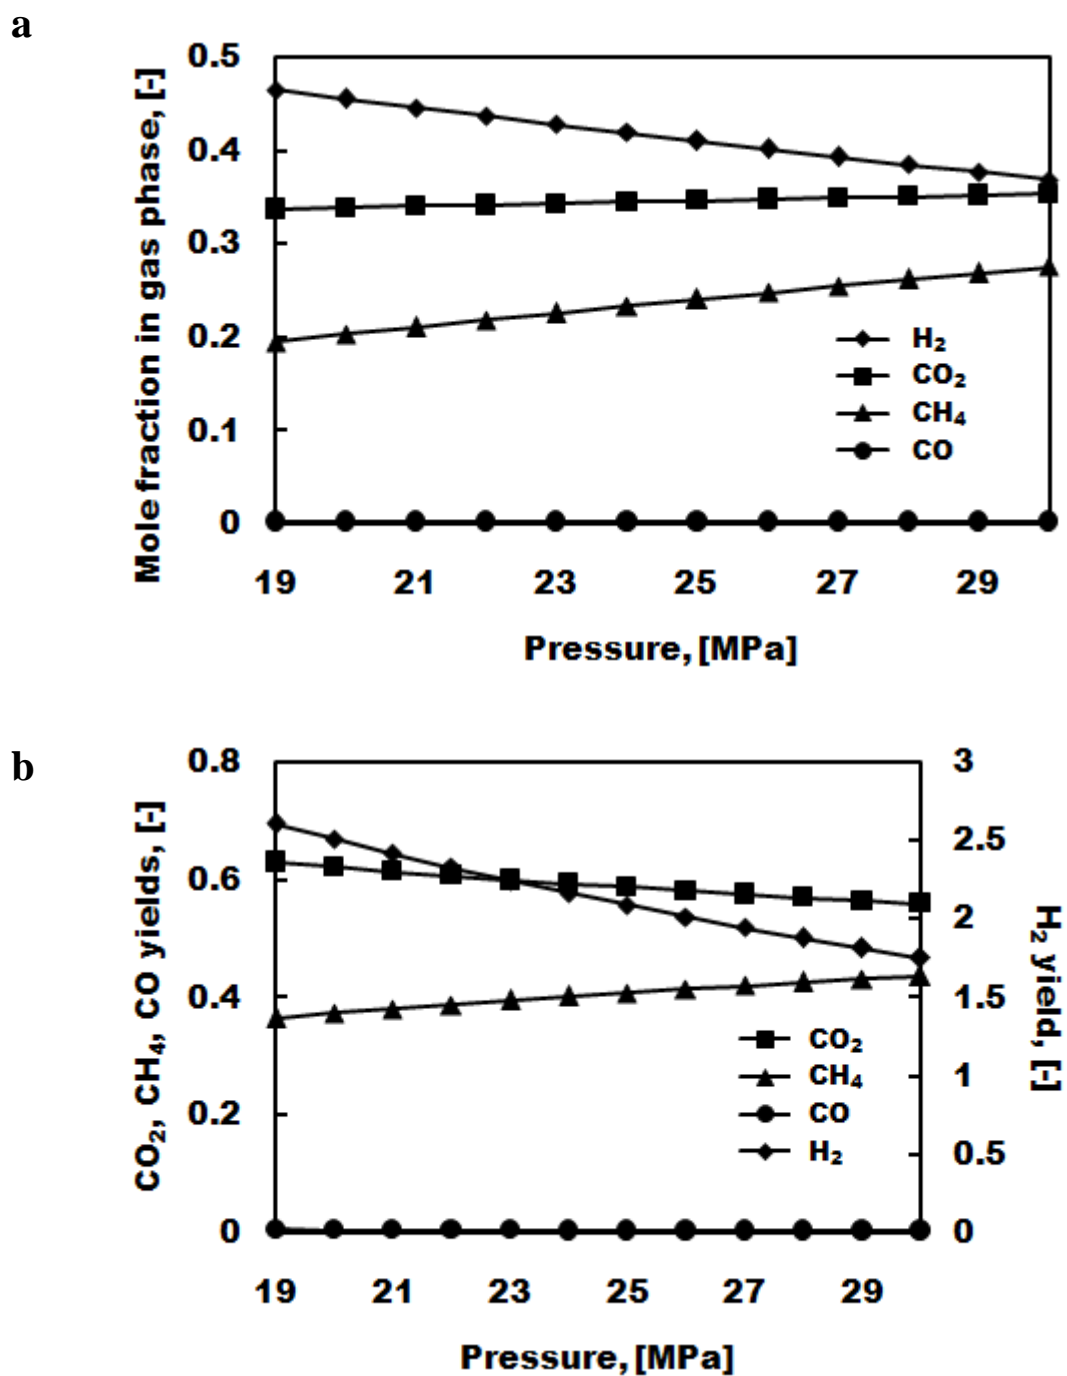 a
Mole fraction in gas phase, [-]
0.5
0.4
0.3
0.2
0.1
0
H₂
CO₂
CH₄
CO
19 21 23 25 27 29
Pressure, [MPa]
b
CO₂, CH₄, CO yields, [-]
0.8
0.6
0.4
0.2
0
CO₂
CH₄
CO
H₂
3
2.5
2
1.5
1
0.5
0
H₂ yield, [-]
19 21 23 25 27 29
Pressure, [MPa]